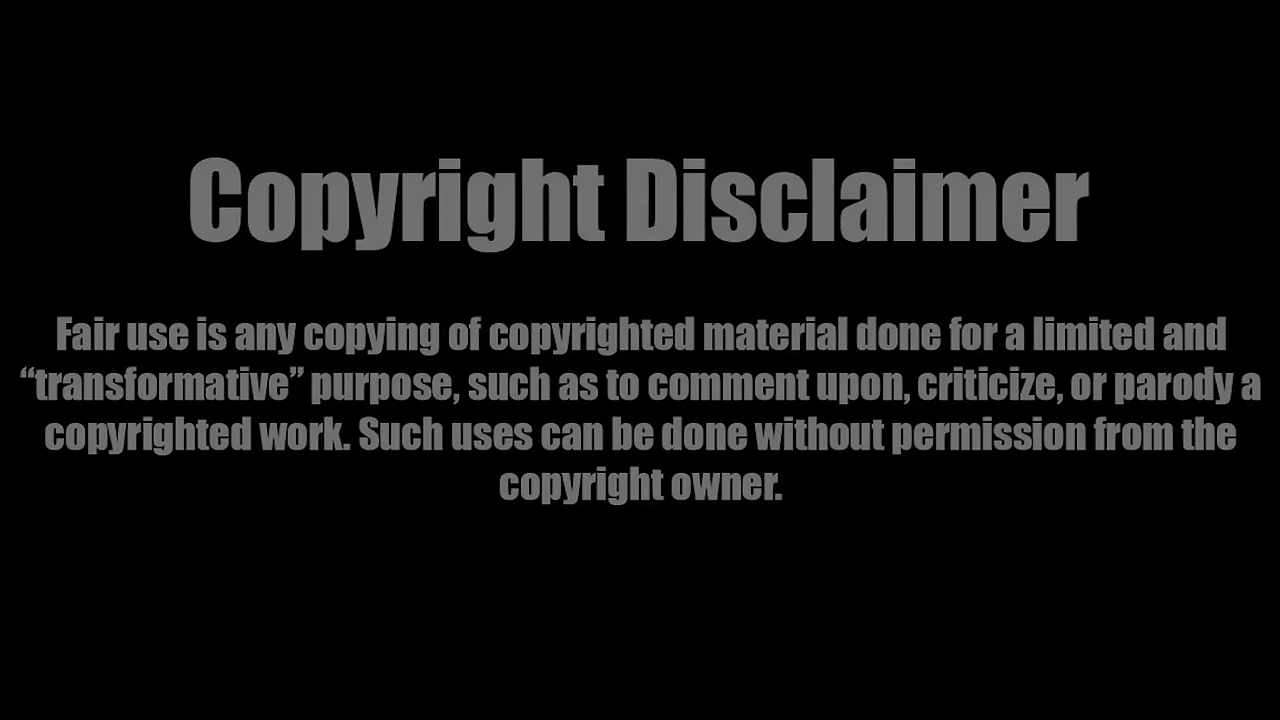 Copyright Disclaimer
Fair use is any copying of copyrighted material done for a limited and
“transformative” purpose, such as to comment upon, criticize, or parody a
copyrighted work. Such uses can be done without permission from the
copyright owner.